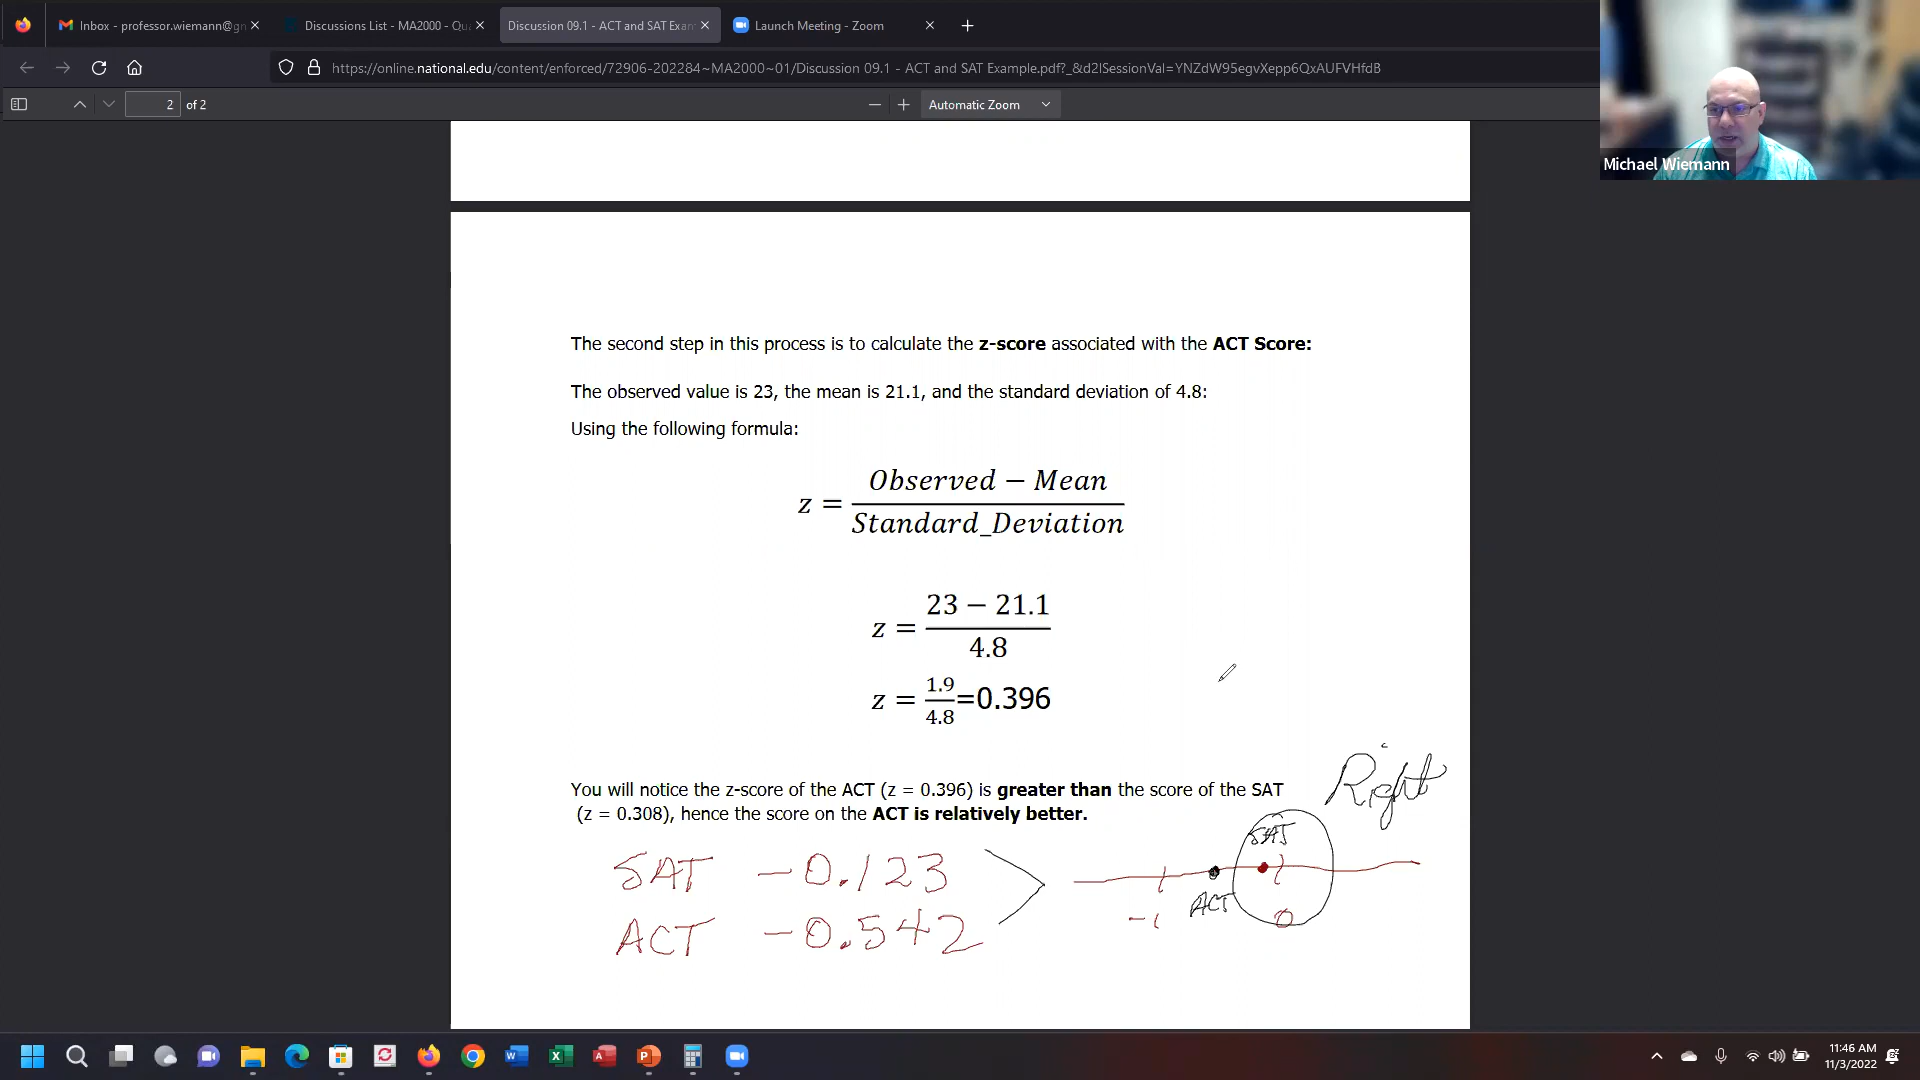 Inbox - professor.wiemann@gn
Discussions List - MA2000 - Qua
Discussion 09.1 - ACT and SAT Exam
Launch Meeting - Zoom
https://online.national.edu/content/enforced/72906-202284~MA2000~01/Discussion 09.1 - ACT and SAT Example.pdf?_&d2lSessionVal=YNZdW95egvXepp6QxAUFVHfdB
2 of 2
Automatic Zoom
Michael Wiemann
The second step in this process is to calculate the z-score associated with the ACT Score:
The observed value is 23, the mean is 21.1, and the standard deviation of 4.8:
Using the following formula:
z = Observed − Mean / Standard_Deviation
z = 23 − 21.1 / 4.8
z = 1.9/4.8 =0.396
You will notice the z-score of the ACT (z = 0.396) is greater than the score of the SAT
(z = 0.308), hence the score on the ACT is relatively better.
Right
SAT
SAT -0.123
ACT
-1 0
ACT -0.542
11:46 AM
11/3/2022